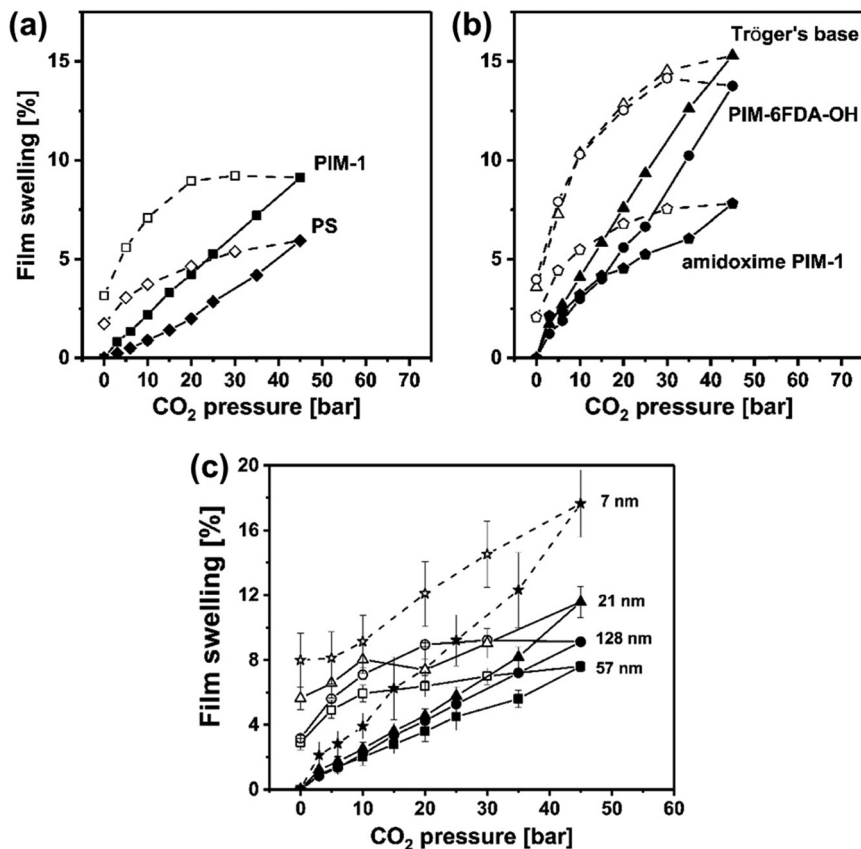 (a)
15
10
5
0
Film swelling [%]
PIM-1
PS
0 10 20 30 40 50 60 70
CO₂ pressure [bar]
(b)
15
10
5
0
Tröger's base
PIM-6FDA-OH
amidoxime PIM-1
0 10 20 30 40 50 60 70
CO₂ pressure [bar]
(c)
20
16
12
8
4
0
Film swelling [%]
7 nm
21 nm
128 nm
57 nm
0 10 20 30 40 50 60
CO₂ pressure [bar]